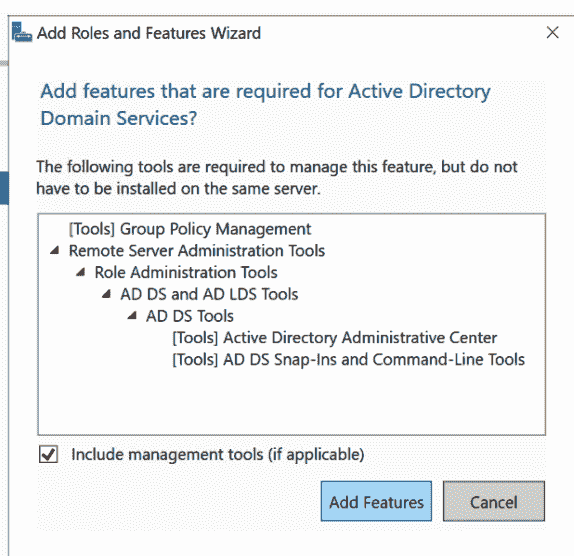 Add Roles and Features Wizard
Add features that are required for Active Directory
Domain Services?
The following tools are required to manage this feature, but do not
have to be installed on the same server.
[Tools] Group Policy Management
Remote Server Administration Tools
Role Administration Tools
AD DS and AD LDS Tools
AD DS Tools
[Tools] Active Directory Administrative Center
[Tools] AD DS Snap-Ins and Command-Line Tools
Include management tools (if applicable)
Add Features
Cancel